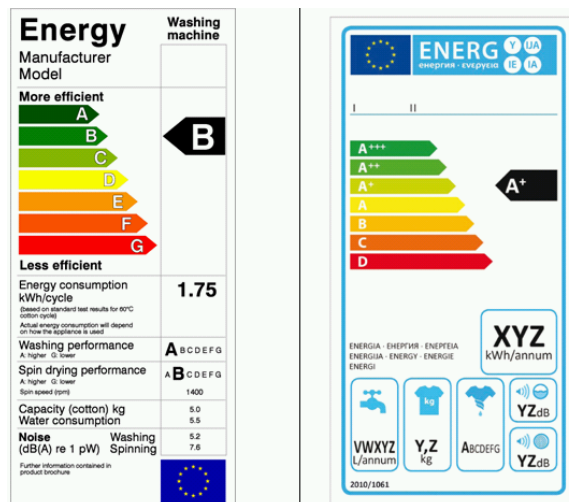 Energy
Washing
machine
Manufacturer
Model
More efficient
A
B
C
D
E
F
G
B
Less efficient
Energy consumption
kWh/cycle
1.75
(based on standard test results for 60°C
cotton cycle)
Actual energy consumption will depend
on how the appliance is used
Washing performance
A: higher G: lower
A B C D E F G
Spin drying performance
A: higher G: lower
Spin speed (rpm)
A B C D E F G
1400
Capacity (cotton) kg
5.0
Water consumption
5.5
Noise
(dB(A) re 1 pW)
Washing
5.2
Spinning
7.6
Further information contained in
product brochure
ENERG
енергия · ενεργεια
Y
UA
IE
IA
I
II
A+++
A++
A+
A
B
C
D
A+
ENERGIA · ЕНЕРГИЯ · ΕΝΕΡΓΕΙΑ
ENERGIJA · ENERGY · ENERGIE
ENERGI
XYZ
kWh/annum
VWXYZ
L/annum
kg
Y,Z
kg
ABCDEFG
YZdB
YZdB
2010/1061